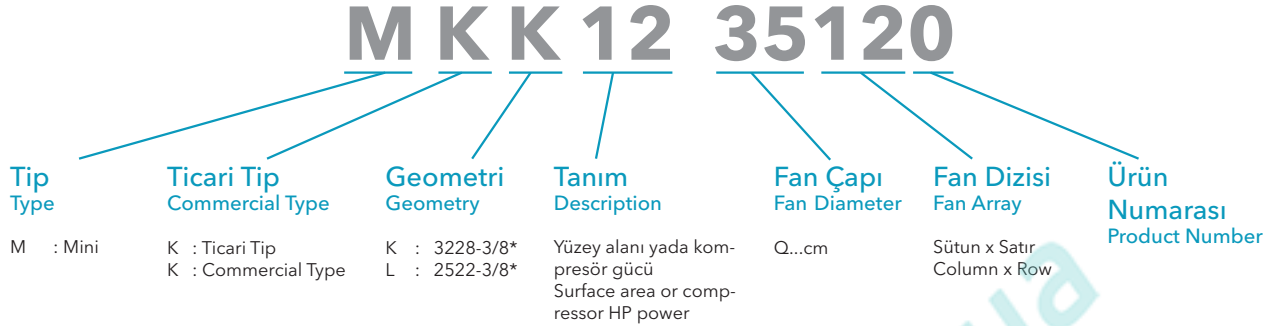 M K K 12 35120
Tip
Type
M : Mini
Ticari Tip
Commercial Type
K : Ticari Tip
K : Commercial Type
Geometri
Geometry
K : 3228-3/8*
L : 2522-3/8*
Tanım
Description
Yüzey alanı yada kom-
presör gücü
Surface area or comp-
ressor HP power
Fan Çapı
Fan Diameter
Q...cm
Fan Dizisi
Fan Array
Sütun x Satır
Column x Row
Ürün
Numarası
Product Number